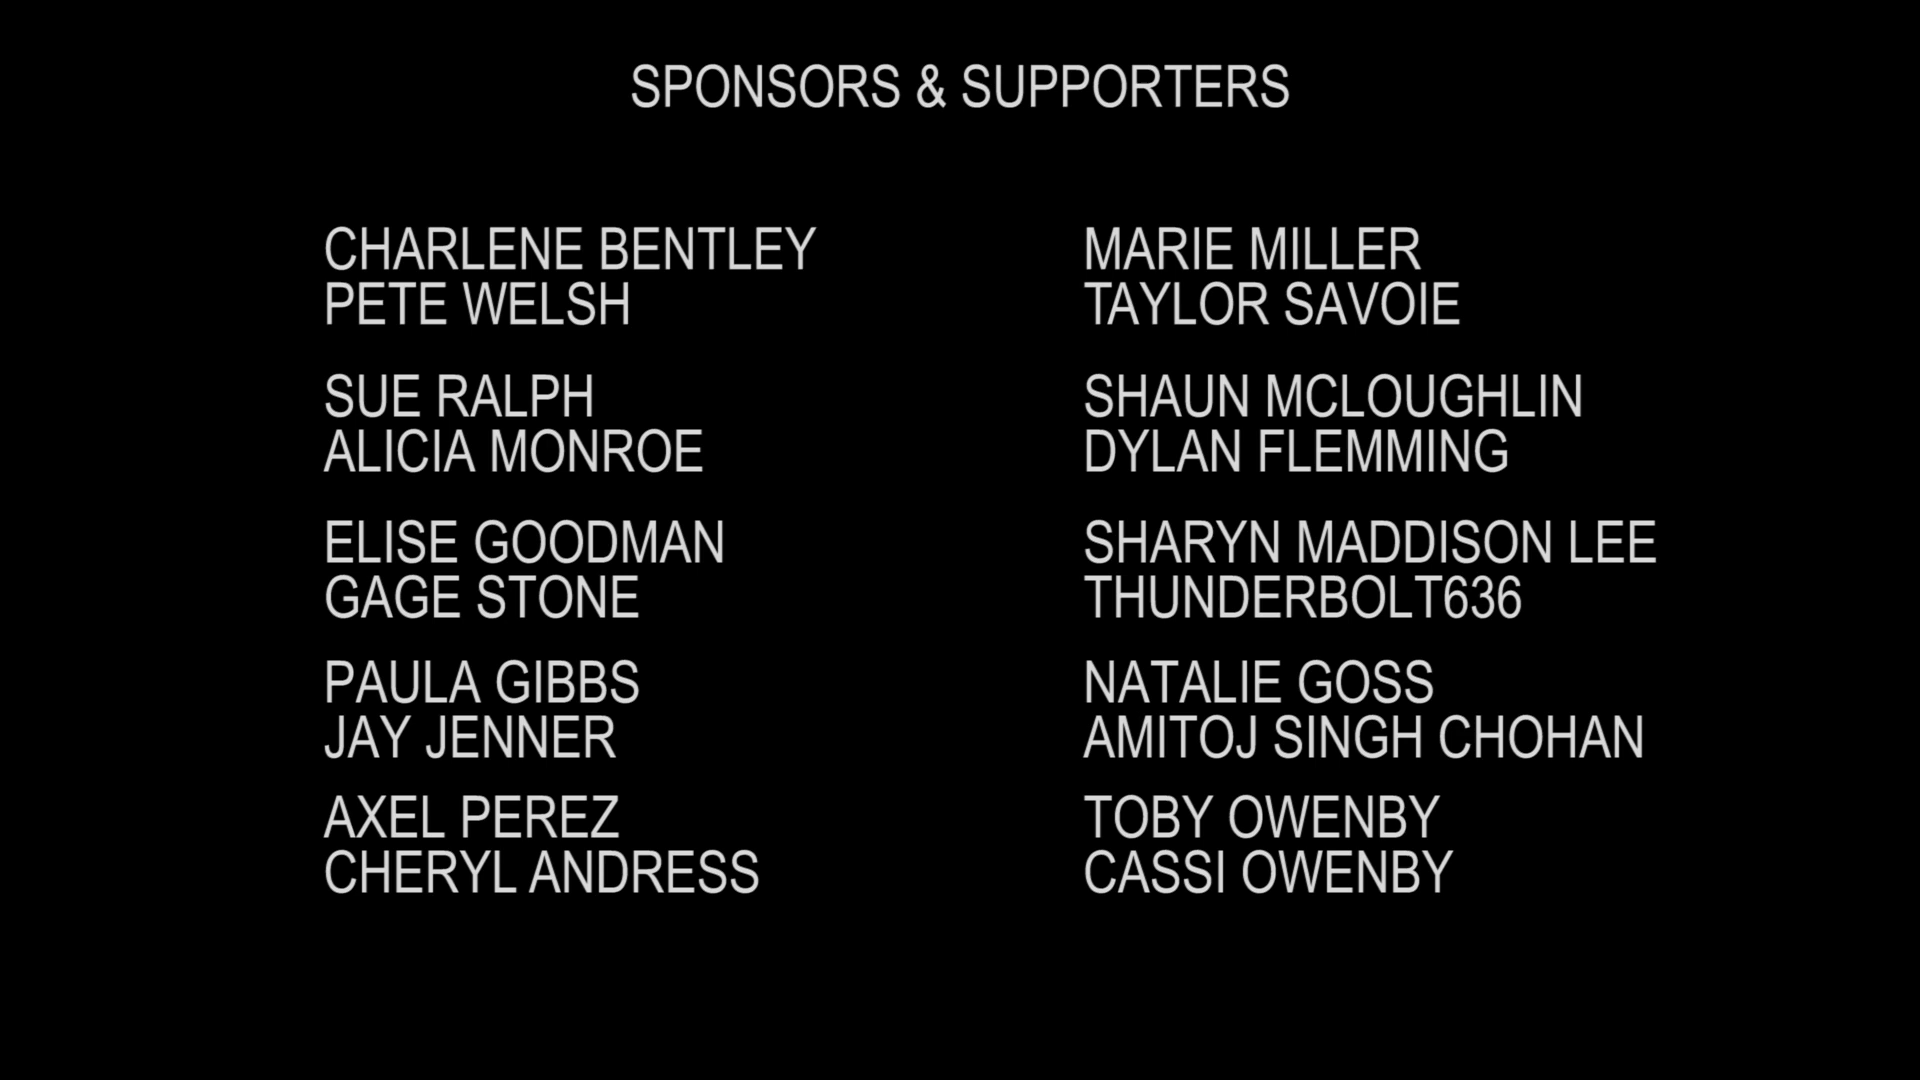 SPONSORS & SUPPORTERS
CHARLENE BENTLEY
PETE WELSH
SUE RALPH
ALICIA MONROE
ELISE GOODMAN
GAGE STONE
PAULA GIBBS
JAY JENNER
AXEL PEREZ
CHERYL ANDRESS
MARIE MILLER
TAYLOR SAVOIE
SHAUN MCLOUGHLIN
DYLAN FLEMMING
SHARYN MADDISON LEE
THUNDERBOLT636
NATALIE GOSS
AMITOJ SINGH CHOHAN
TOBY OWENBY
CASSI OWENBY